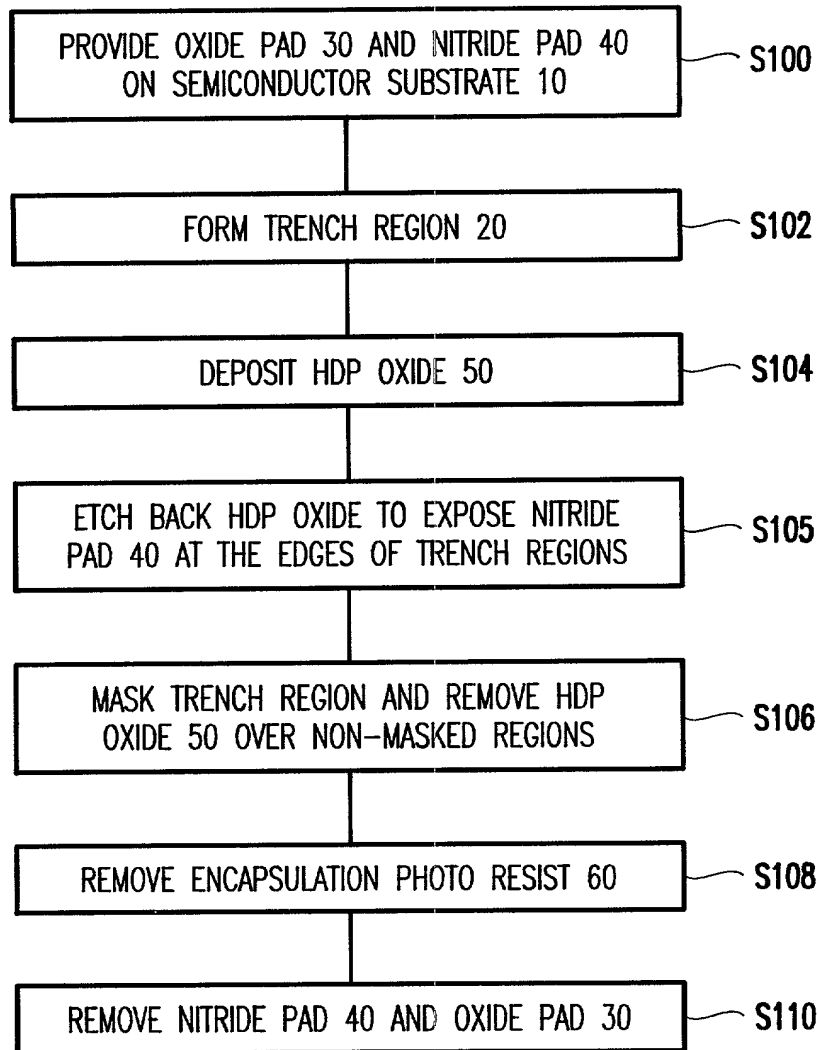 PROVIDE OXIDE PAD 30 AND NITRIDE PAD 40
ON SEMICONDUCTOR SUBSTRATE 10
S100
FORM TRENCH REGION 20
S102
DEPOSIT HDP OXIDE 50
S104
ETCH BACK HDP OXIDE TO EXPOSE NITRIDE
PAD 40 AT THE EDGES OF TRENCH REGIONS
S105
MASK TRENCH REGION AND REMOVE HDP
OXIDE 50 OVER NON-MASKED REGIONS
S106
REMOVE ENCAPSULATION PHOTO RESIST 60
S108
REMOVE NITRIDE PAD 40 AND OXIDE PAD 30
S110